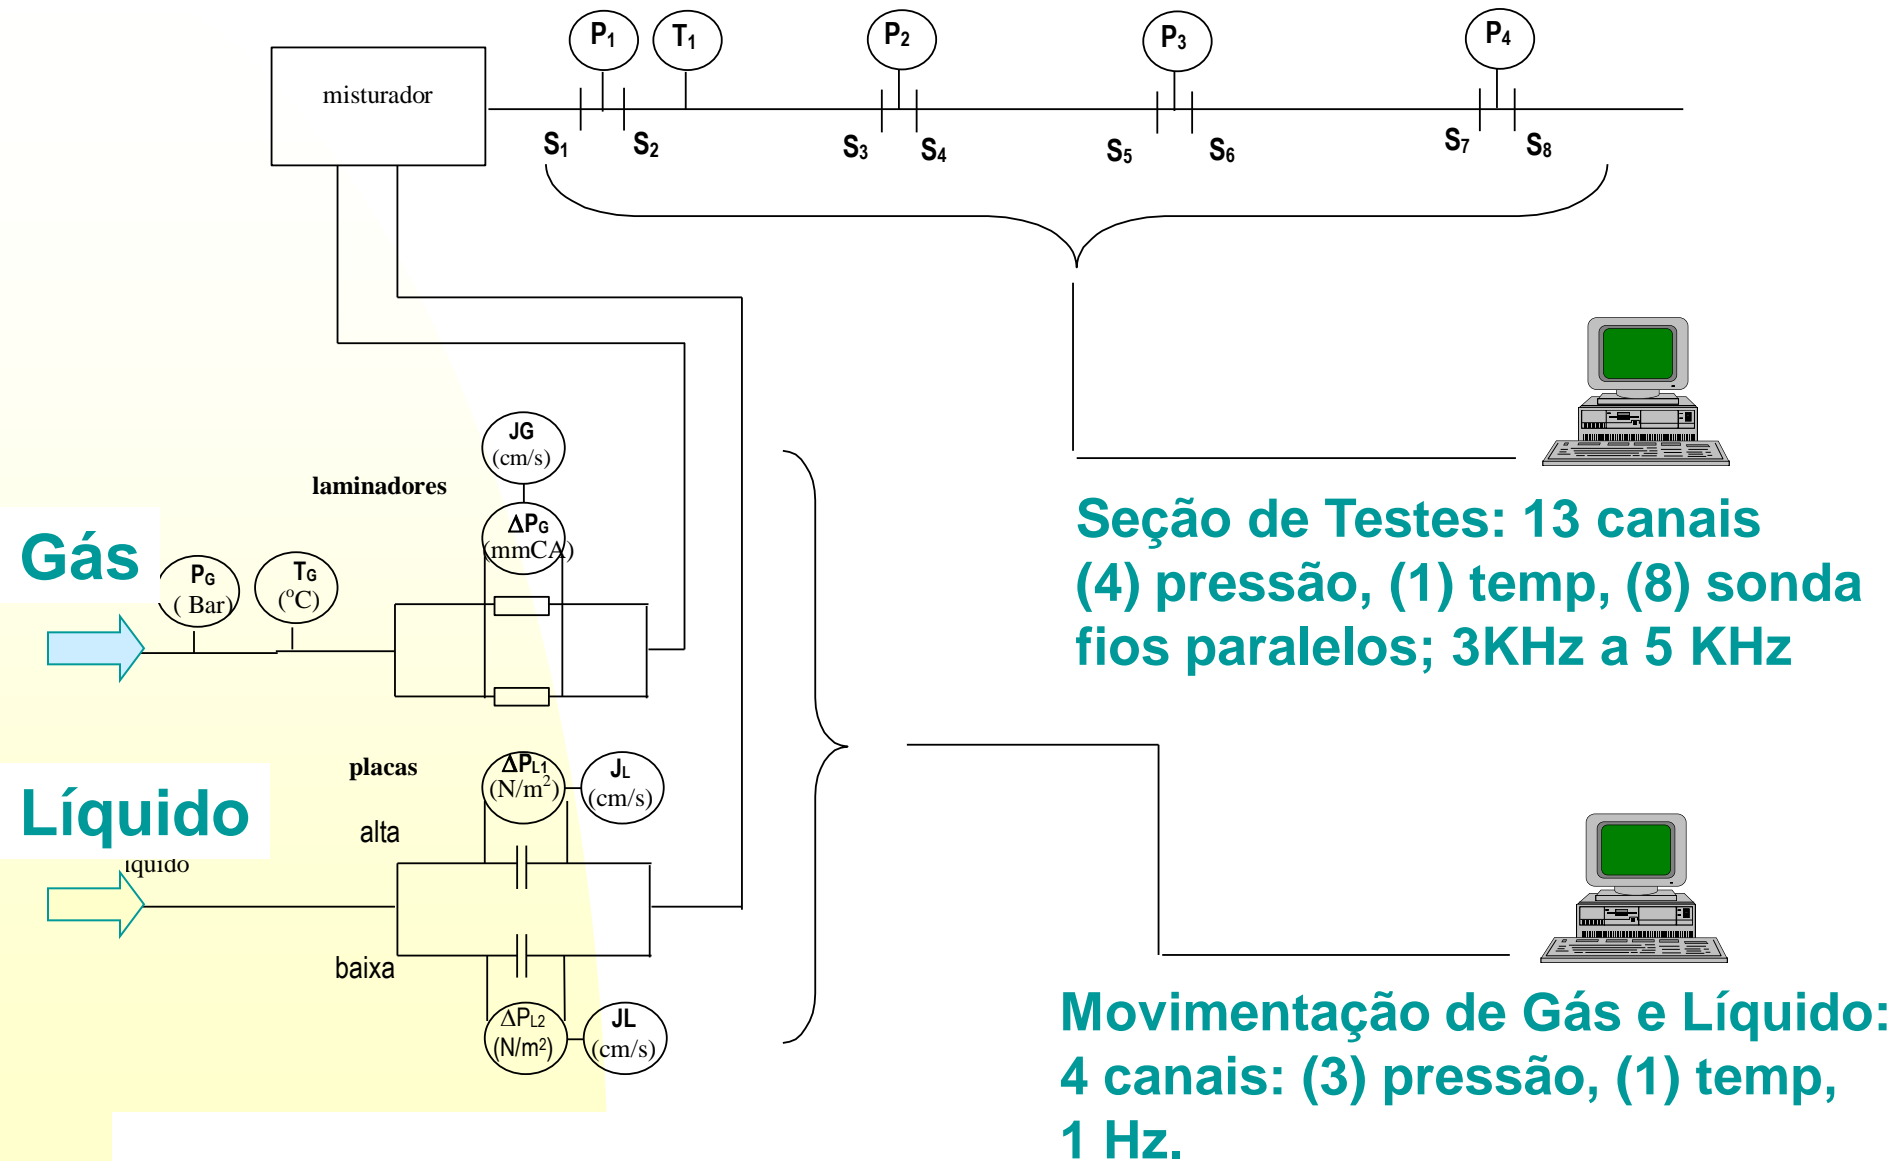 P1
T1
P2
P3
P4
misturador
S1
S2
S3
S4
S5
S6
S7
S8
JG
(cm/s)
laminadores
ΔPG
(mmCA)
Gás
PG
( Bar)
TG
(oC)
Seção de Testes: 13 canais
(4) pressão, (1) temp, (8) sonda
fios paralelos; 3KHz a 5 KHz
placas
ΔPL1
(N/m2)
JL
(cm/s)
Líquido
alta
iquido
baixa
ΔPL2
(N/m2)
JL
(cm/s)
Movimentação de Gás e Líquido:
4 canais: (3) pressão, (1) temp,
1 Hz.